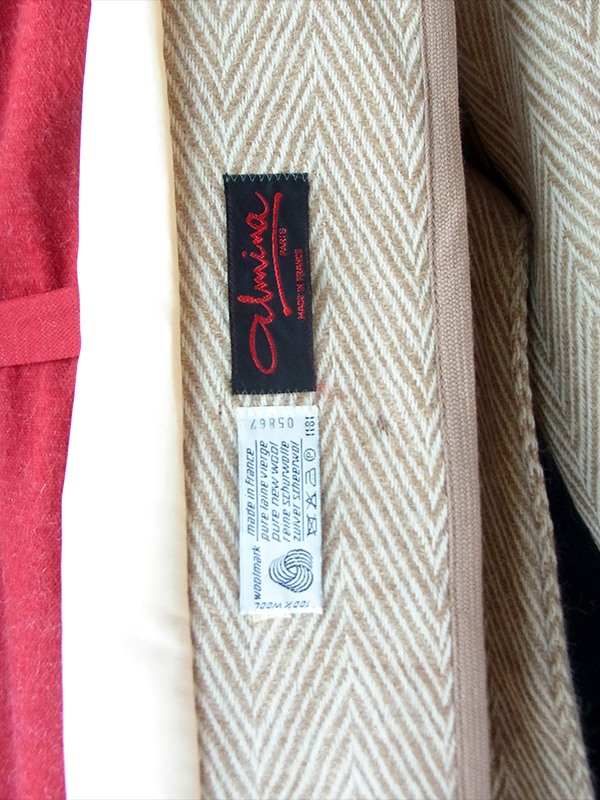 Almina
PARIS
MADE IN FRANCE
05867
made in france
pure laine vierge
pure new wool
reine schurwolle
zuiver scheerwol
woolmark
100% WOOL